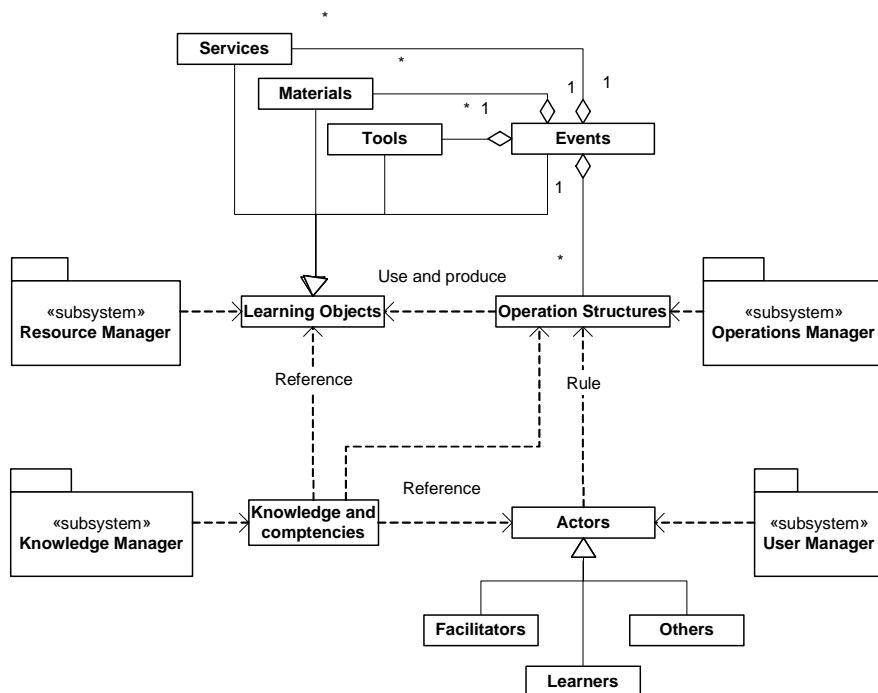 *
Services
*
1
1
Materials
* 1
Tools
Events
1
*
Use and produce
«subsystem»
Resource Manager
Learning Objects
Operation Structures
«subsystem»
Operations Manager
Reference
Rule
Reference
«subsystem»
Knowledge Manager
Knowledge and
comptencies
Actors
«subsystem»
User Manager
Facilitators
Others
Learners